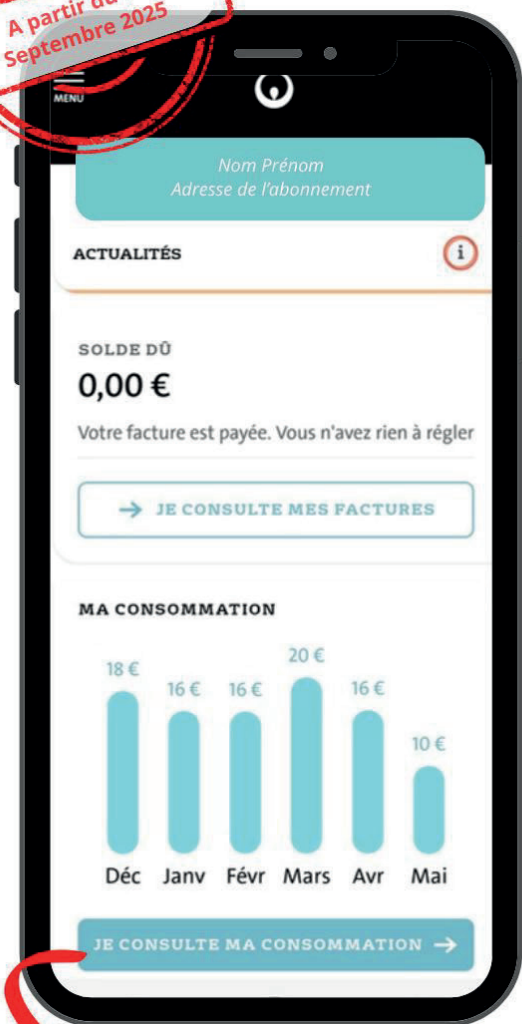 A partir du
Septembre 2025
MENU
Nom Prénom
Adresse de l'abonnement
ACTUALITÉS
i
SOLDE DÛ
0,00 €
Votre facture est payée. Vous n'avez rien à régler
→ JE CONSULTE MES FACTURES
MA CONSOMMATION
18 € 16 € 16 € 20 € 16 € 10 €
Déc Janv Févr Mars Avr Mai
JE CONSULTE MA CONSOMMATION →